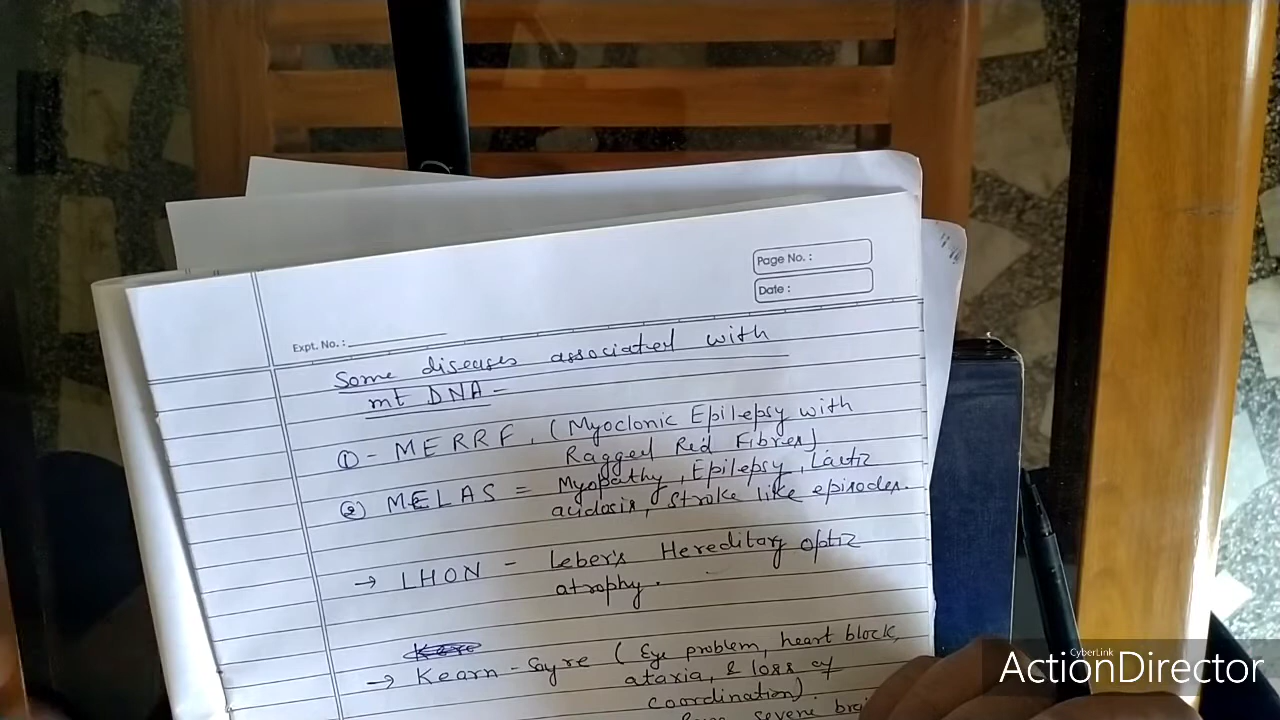 Page No. :
Date :
Expt. No. :
Some diseases associated with
mt DNA -
① - MERRF, (Myoclonic Epilepsy with
Ragged Red Fibres)
② MELAS = Myopathy, Epilepsy, Lactic
acidosis, stroke like episodes.
→ LHON - Leber's Hereditary optic
atrophy.
→ Kearn - Sayre ( Eye problem, heart block,
ataxia, & loss of
coordination).
severe
CyberLink
ActionDirector